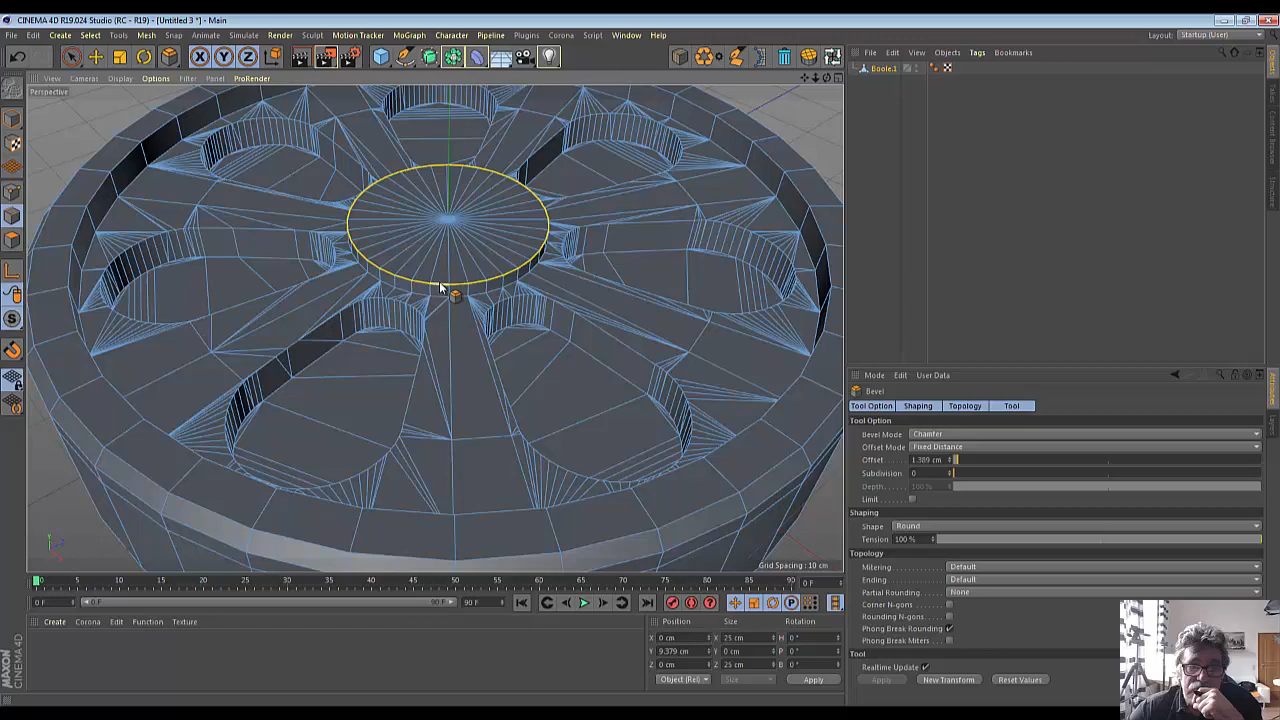 CINEMA 4D R19.024 Studio (RC - R19) - [Untitled 3 *] - Main
File Edit Create Select Tools Mesh Snap Animate Simulate Render Sculpt Motion Tracker MoGraph Character Pipeline Plugins Corona Script Window Help Layout: Startup (User)
File Edit View Objects Tags Bookmarks
Boole.1
View Cameras Display Options Filter Panel ProRender
Perspective
Grid Spacing : 10 cm
Mode Edit User Data
Bevel
Tool Option Shaping Topology Tool
Tool Option
Bevel Mode Chamfer
Offset Mode Fixed Distance
Offset 1.389 cm
Subdivision 0
Depth 100 %
Limit
Shaping
Shape Round
Tension 100 %
Topology
Mitering Default
Ending Default
Partial Rounding None
Corner N-gons
Rounding N-gons
Phong Break Rounding
Phong Break Miters
Tool
Realtime Update
Apply New Transform Reset Values
0 5 10 15 20 25 30 35 40 45 50 55 60 65 70 75 80 85 90 0 F
0 F 0 F 90 F 90 F
Create Corona Edit Function Texture
Position Size Rotation
X 0 cm X 25 cm H 0 °
Y 9.379 cm Y 0 cm P 0 °
Z 0 cm Z 25 cm B 0 °
Object (Rel) Size Apply
MAXON CINEMA 4D